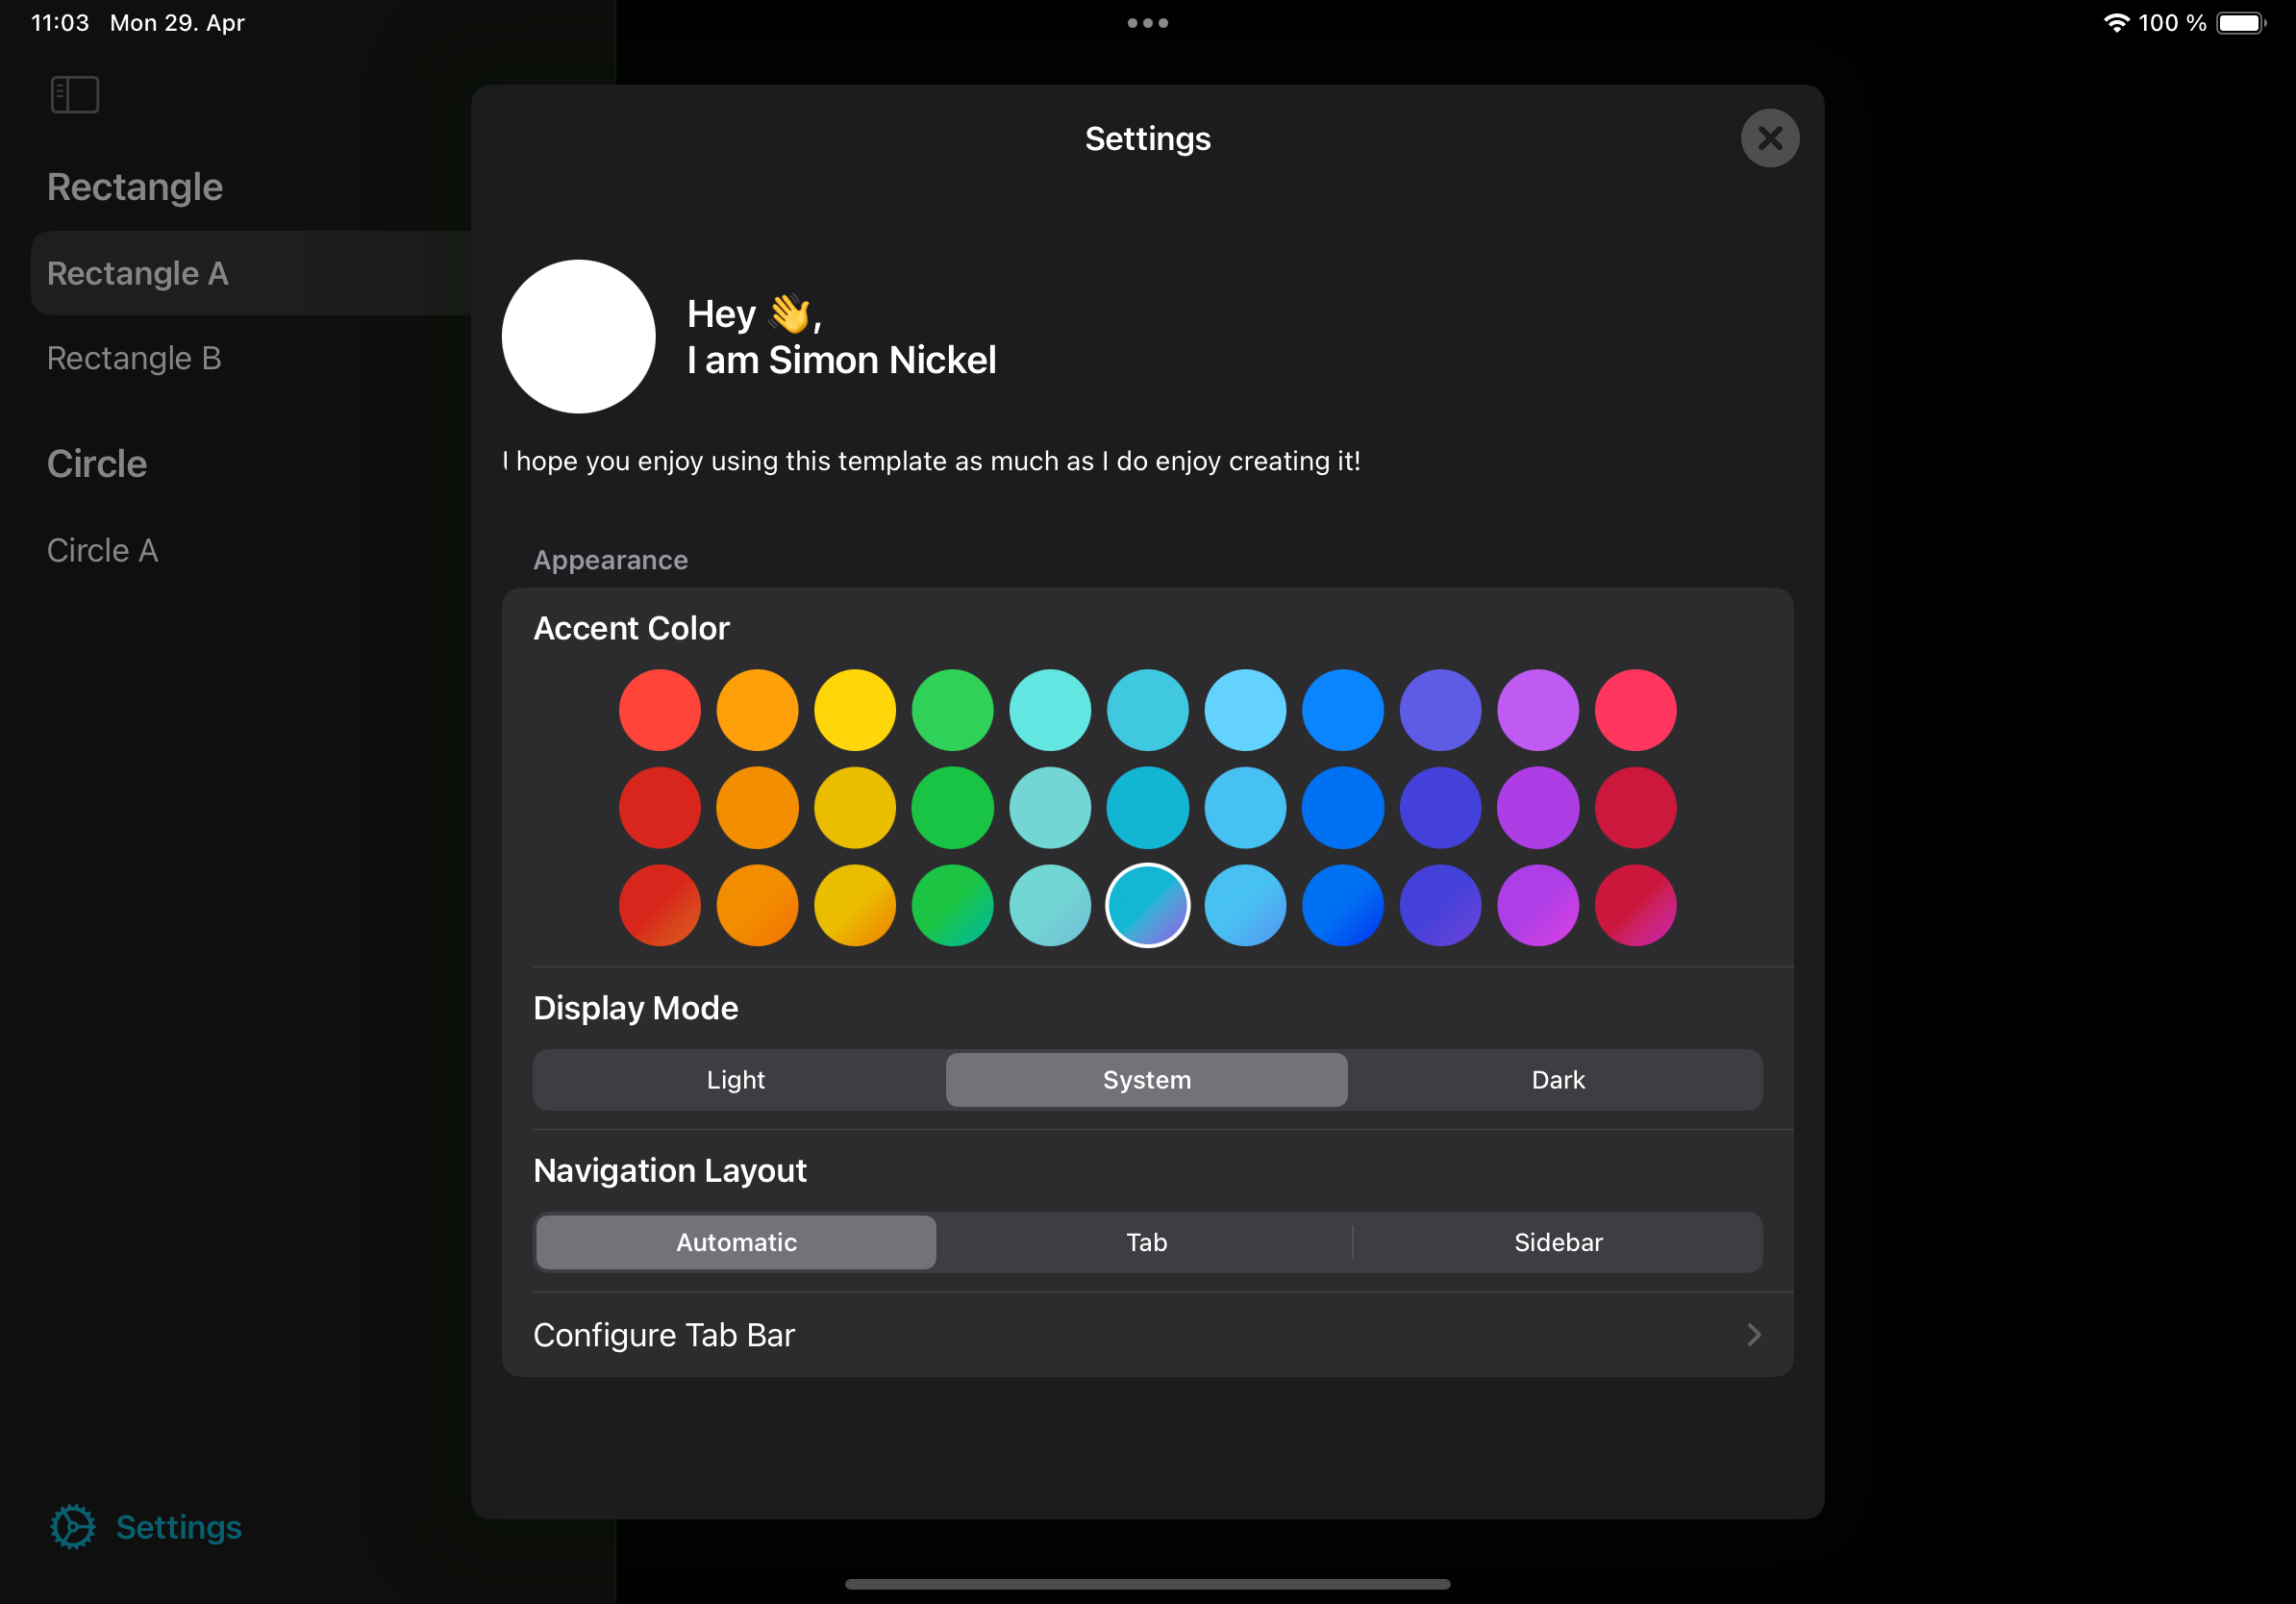 11:03 Mon 29. Apr
100 %
Rectangle
Rectangle A
Rectangle B
Circle
Circle A
Settings
Settings
Hey 👋,
I am Simon Nickel
I hope you enjoy using this template as much as I do enjoy creating it!
Appearance
Accent Color
Display Mode
Light System Dark
Navigation Layout
Automatic Tab Sidebar
Configure Tab Bar